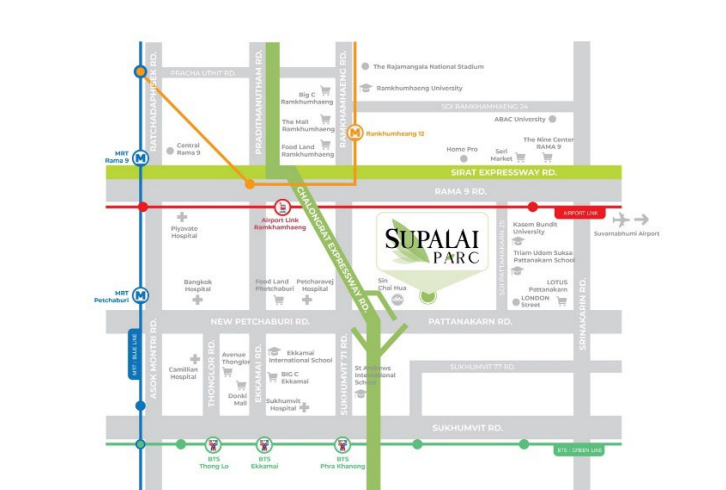 RATCHADAPHISEK RD.
PRACHA UTHIT RD.
PRADITMANUTHAM RD.
RAMKHAMHAENG RD.
The Rajamangala National Stadium
Ramkhumhaeng University
Big C
Ramkhumhaeng
SOI RAMKHAMHAENG 24
ABAC University
The Mall
Ramkhumhaeng
M Ramkhumheang 12
Food Land
Ramkhumhaeng
Central
Rama 9
MRT
Rama 9
M
Home Pro
Seri
Market
The Nine Center
RAMA 9
SIRAT EXPRESSWAY RD.
RAMA 9 RD.
AIRPORT LINK
Airport Link
Ramkhamhaeng
Suvarnabhumi Airport
Piyavate
Hospital
CHALONGRAT EXPRESSWAY RD.
SUPALAI
PARC
SOI PATTANAKARN 25
Kasem Bundit
University
Triam Udom Suksa
Pattanakarn School
MRT
Petchaburi
M
Bangkok
Hospital
Food Land
Phetchaburi
Petcharavej
Hospital
Sin
Chai Hua
LOTUS
Pattanakarn
LONDON
Street
SRINAKARIN RD.
NEW PETCHABURI RD.
PATTANAKARN RD.
MRT / BLUE LINE
ASOK MONTRI RD.
Camillian
Hospital
THONGLOR RD.
Avenue
Thonglor
Donki
Mall
EKKAMAI RD.
Ekkamai
International School
BIG C
Ekkamai
Sukhumvit
Hospital
SUKHUMVIT 71 RD.
St Andrews
International
School
SUKHUMVIT 77 RD.
SUKHUMVIT RD.
BTS / GREEN LINE
BTS
Thong Lo
BTS
Ekkamai
BTS
Phra Khanong